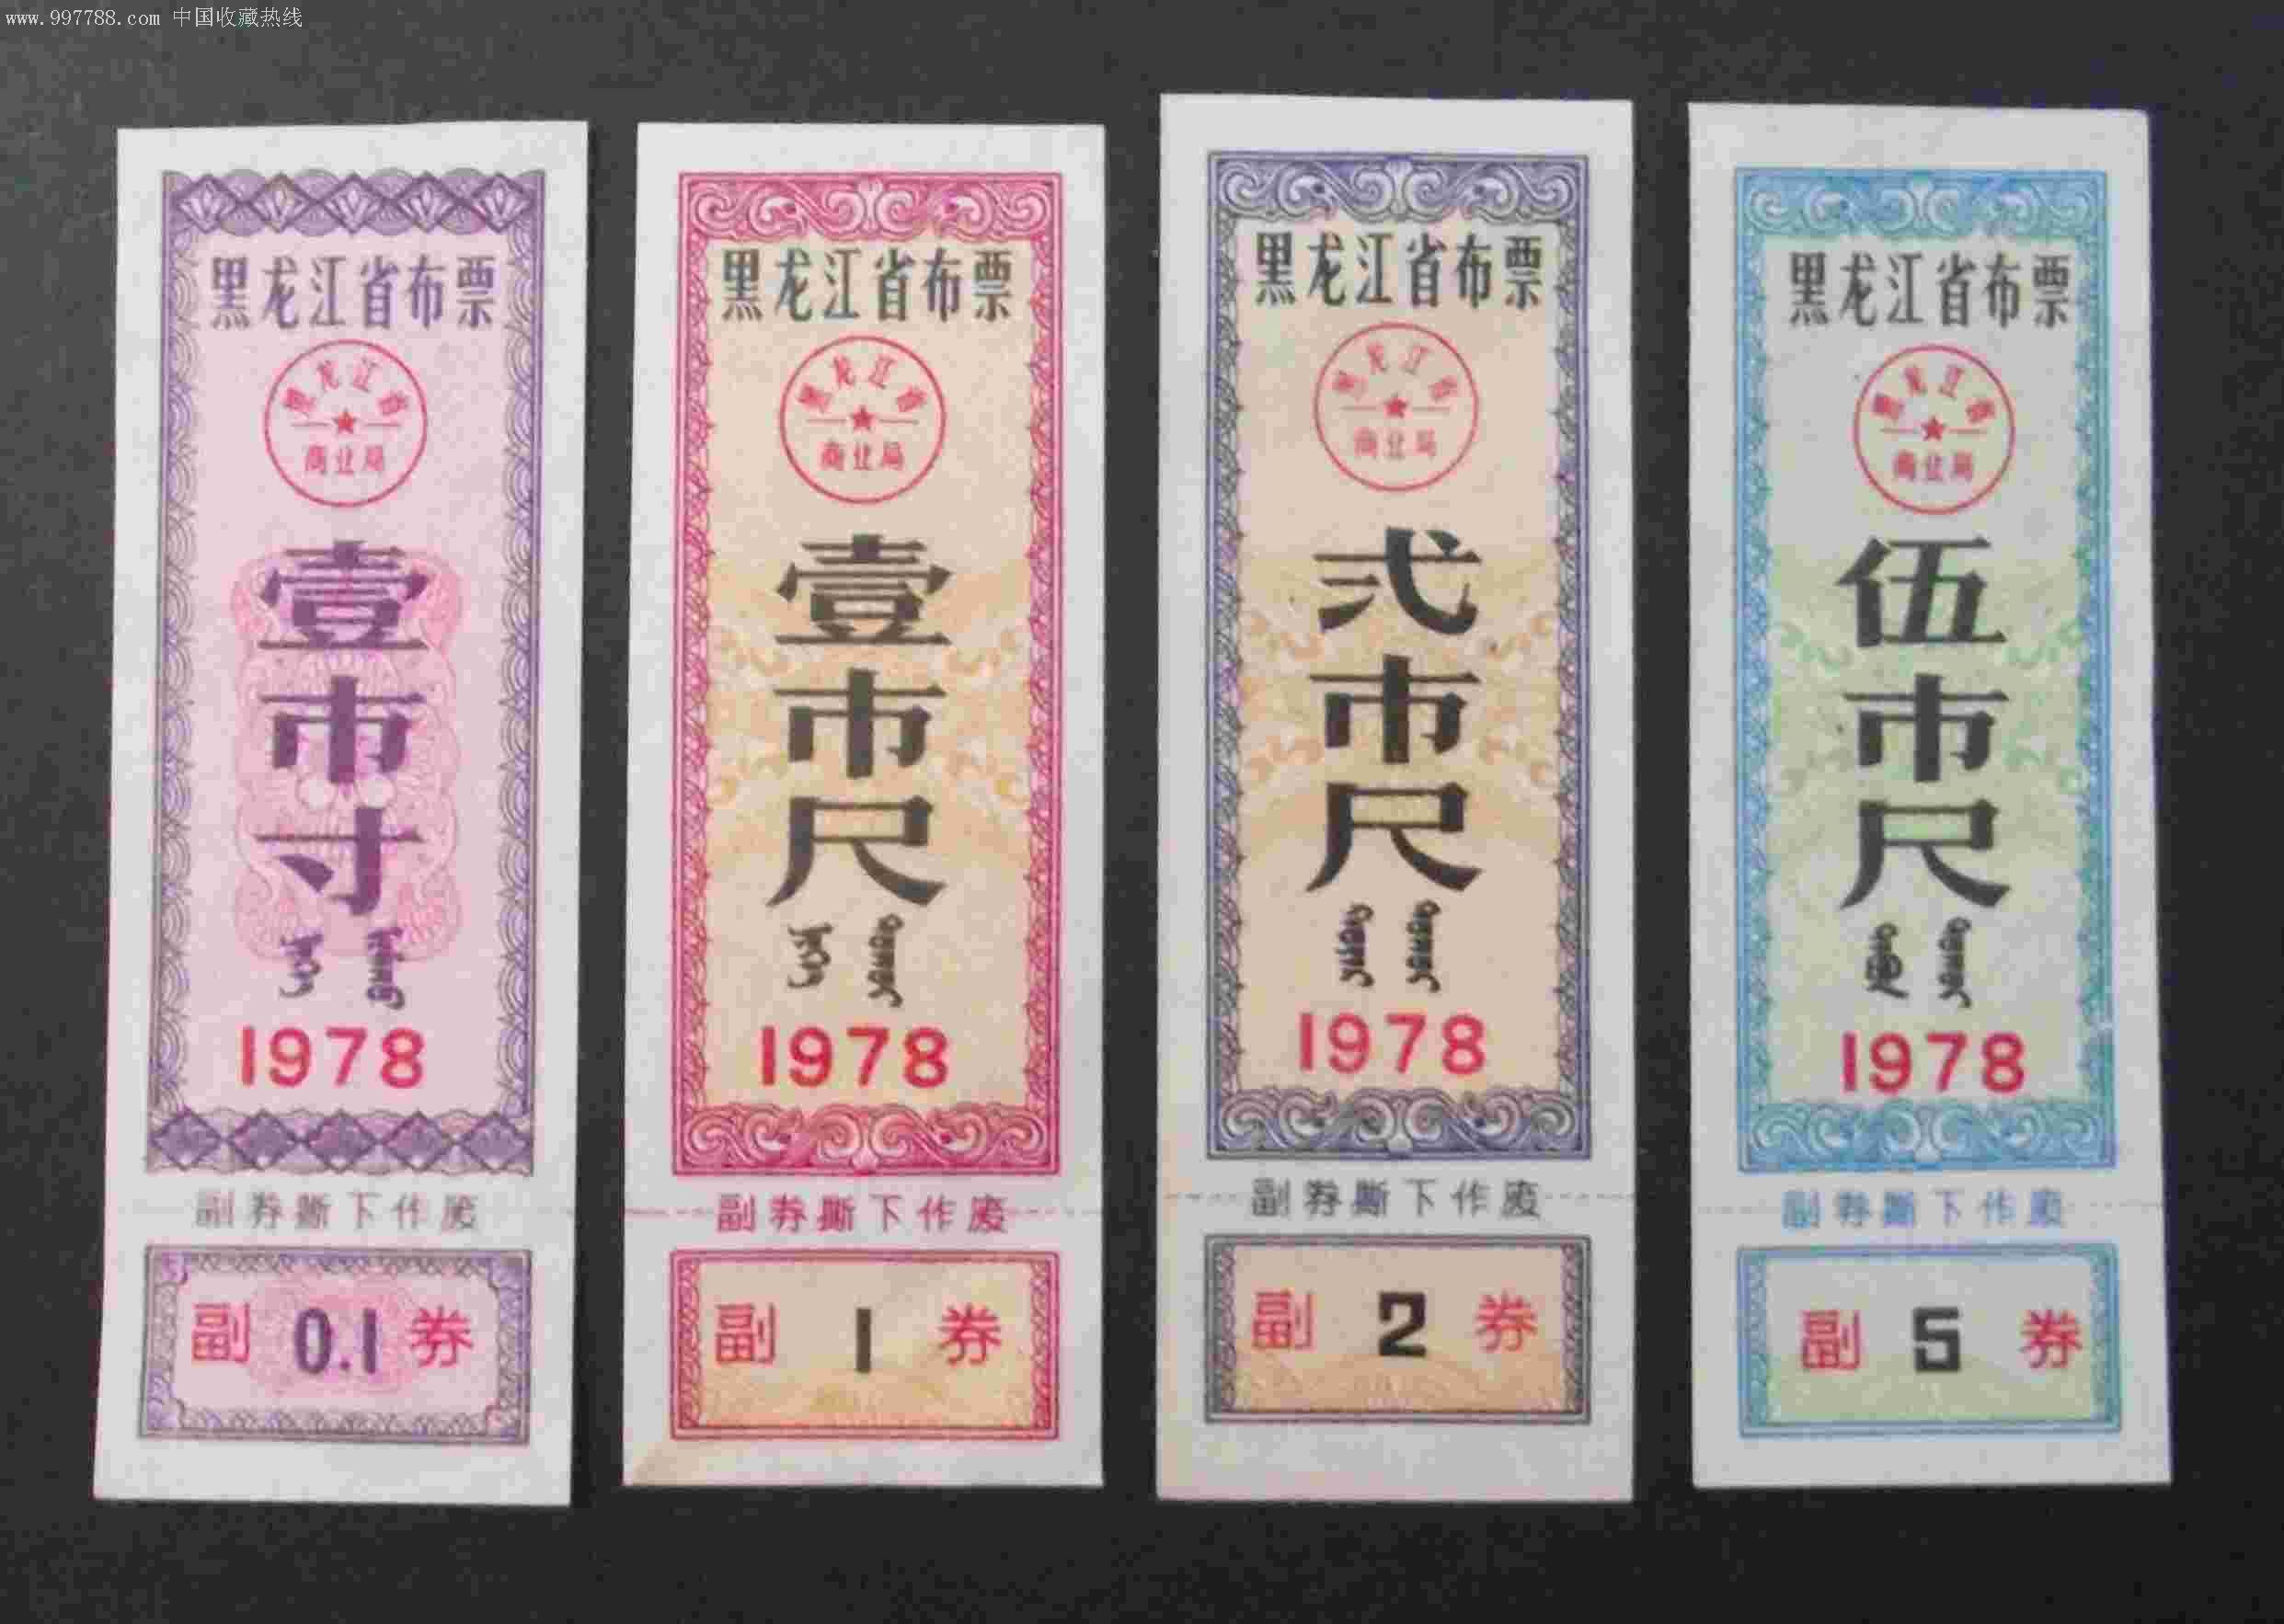 www.997788.com 中国收藏热线
黑龙江省布票
黑龙江省
商业局
壹
市
寸
1978
副券撕下作废
副 0.1 券
黑龙江省布票
黑龙江省
商业局
壹
市
尺
1978
副券撕下作废
副 1 券
黑龙江省布票
黑龙江省
商业局
弍
市
尺
1978
副券撕下作废
副 2 券
黑龙江省布票
黑龙江省
商业局
伍
市
尺
1978
副券撕下作废
副 5 券